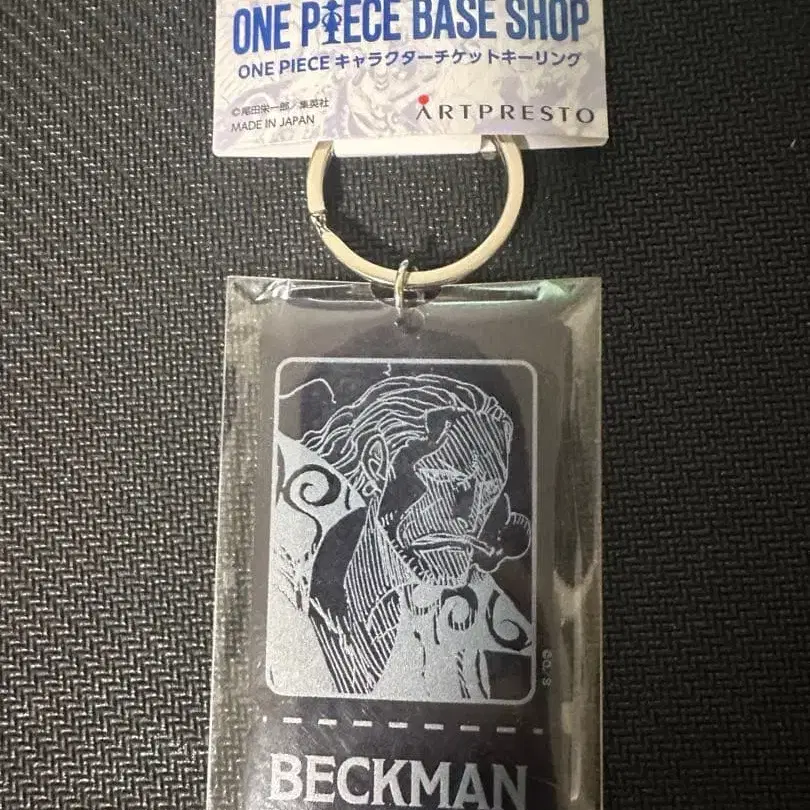 ONE PIECE BASE SHOP
ONE PIECE キャラクターチケットキーリング
©尾田栄一郎／集英社
MADE IN JAPAN
ARTPRESTO
BECKMAN